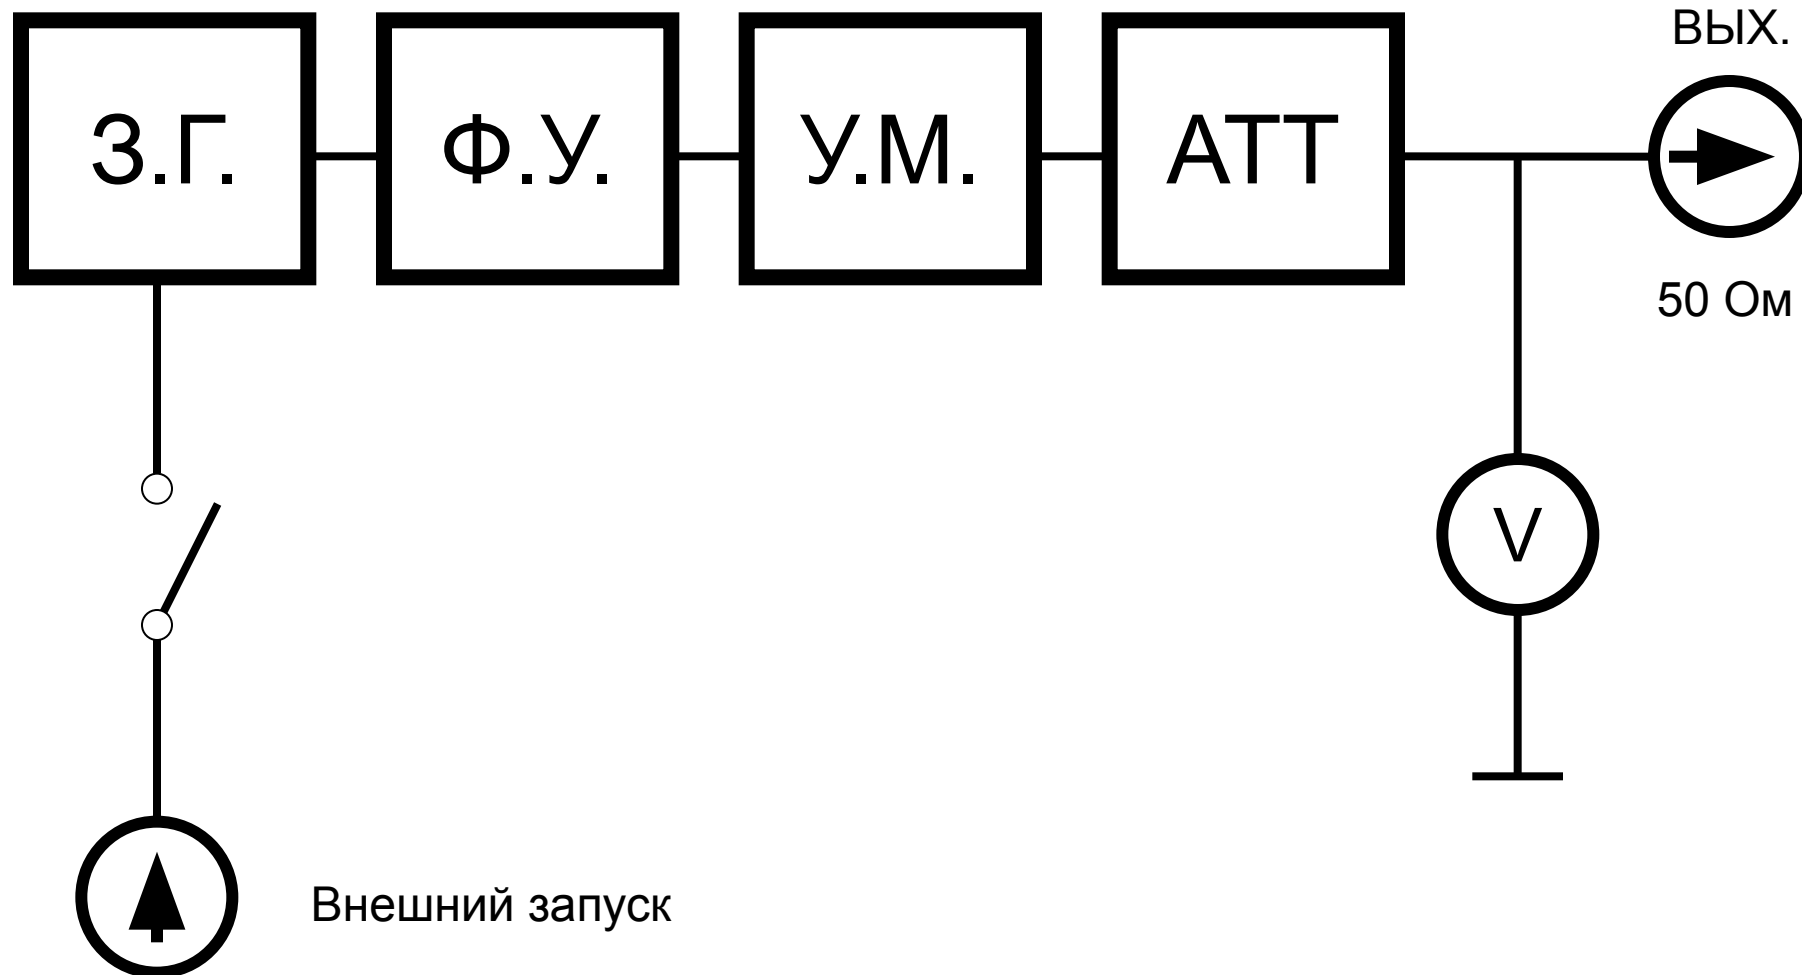 ВЫХ.
З.Г.
Ф.У.
У.М.
АТТ
50 Ом
V
Внешний запуск